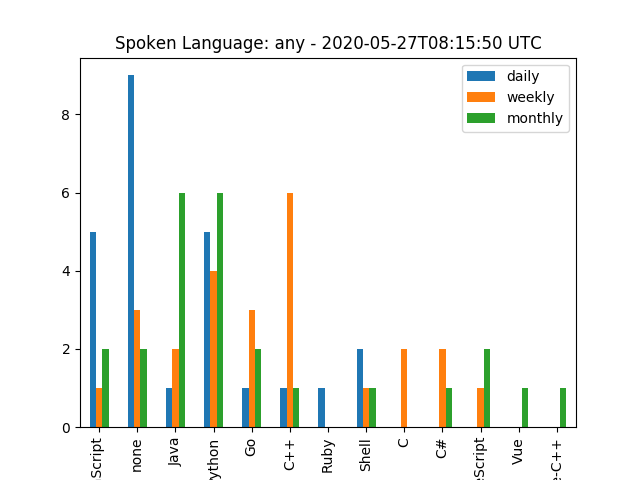 Spoken Language: any - 2020-05-27T08:15:50 UTC
daily
weekly
monthly
8
6
4
2
0
Script
none
Java
ython
Go
C++
Ruby
Shell
C
C#
eScript
Vue
e-C++